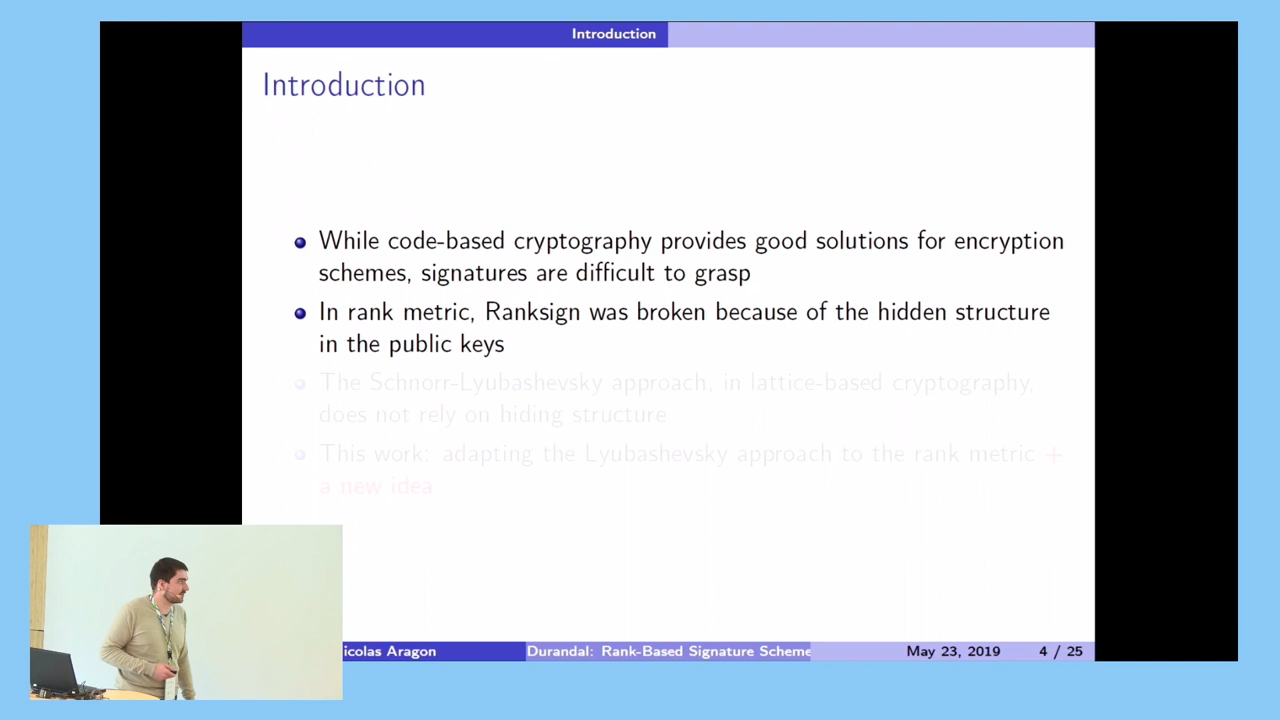 Introduction
Introduction
While code-based cryptography provides good solutions for encryption
schemes, signatures are difficult to grasp
In rank metric, Ranksign was broken because of the hidden structure
in the public keys
The Schnorr-Lyubashevsky approach, in lattice-based cryptography,
does not rely on hiding structure
This work: adapting the Lyubashevsky approach to the rank metric +
a new idea
icolas Aragon
Durandal: Rank-Based Signature Scheme
May 23, 2019
4 / 25